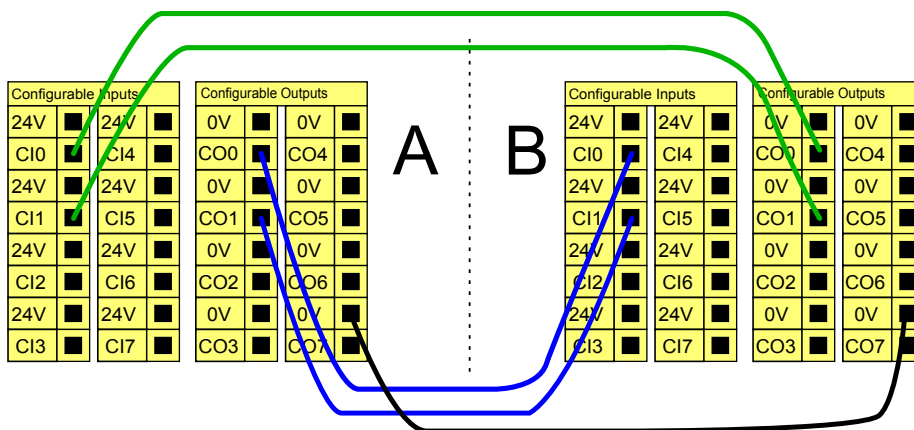 Configurable Inputs
24V 24V
CI0 CI4
24V 24V
CI1 CI5
24V 24V
CI2 CI6
24V 24V
CI3 CI7
Configurable Outputs
0V 0V
CO0 CO4
0V 0V
CO1 CO5
0V 0V
CO2 CO6
0V 0V
CO3 CO7
A
B
Configurable Inputs
24V 24V
CI0 CI4
24V 24V
CI1 CI5
24V 24V
CI2 CI6
24V 24V
CI3 CI7
Configurable Outputs
0V 0V
CO0 CO4
0V 0V
CO1 CO5
0V 0V
CO2 CO6
0V 0V
CO3 CO7